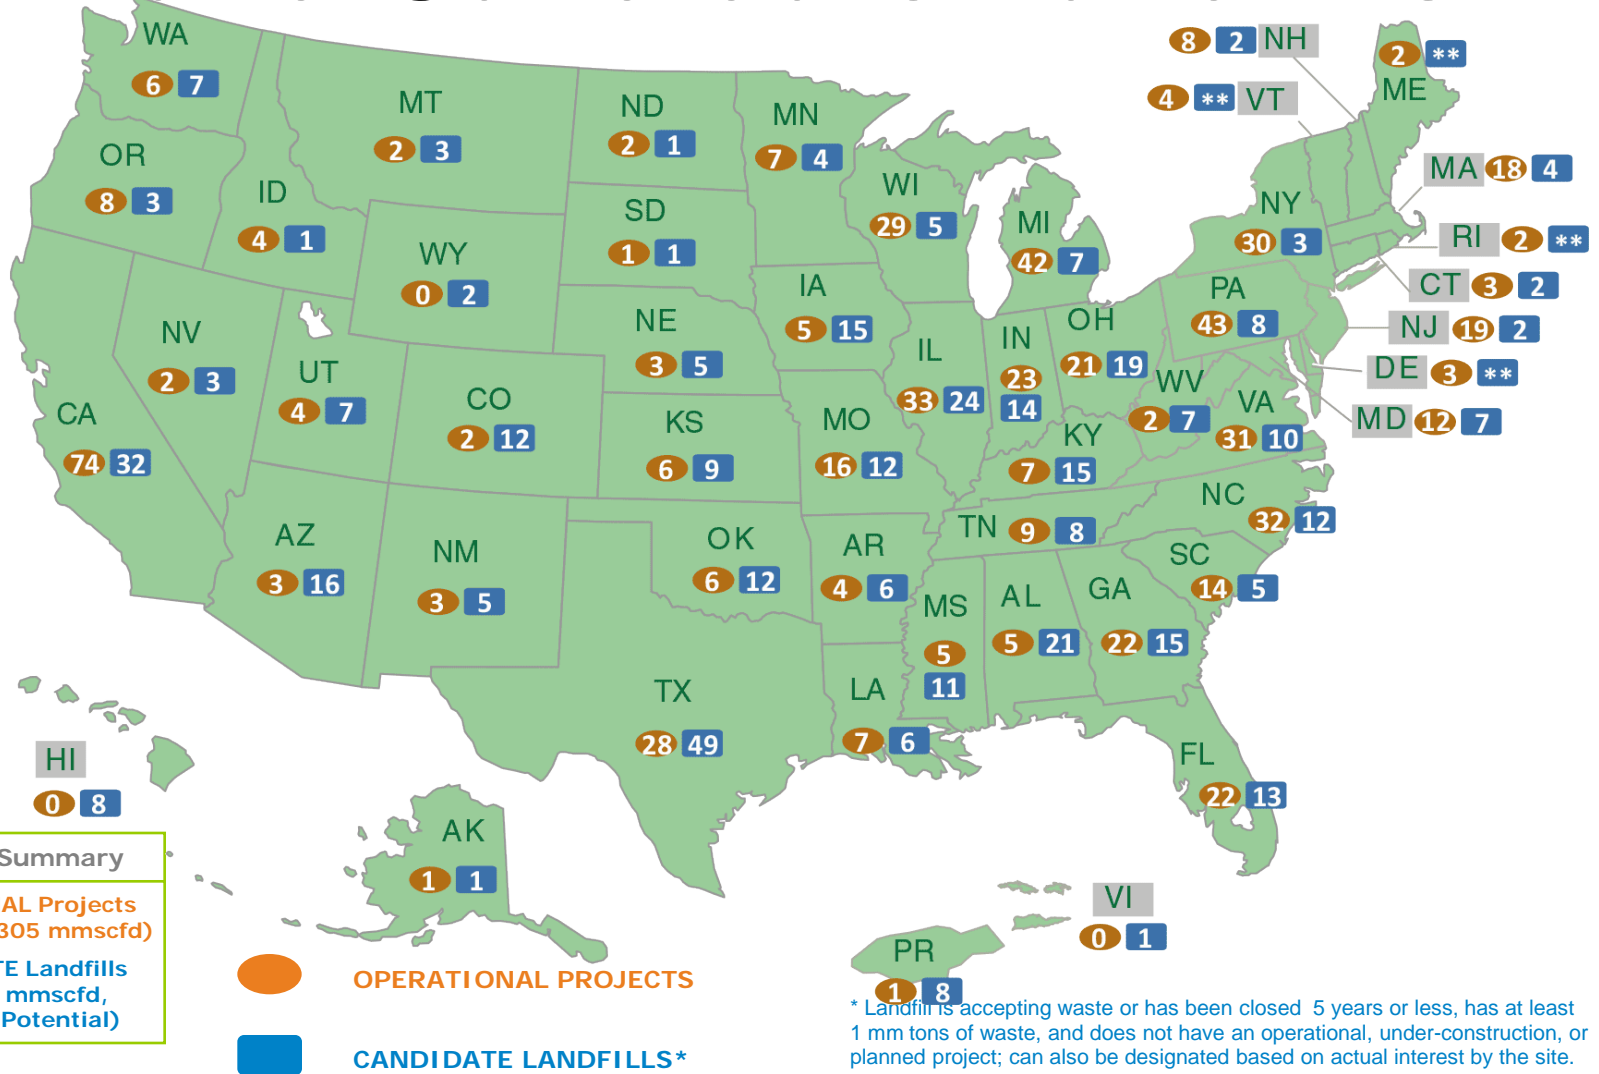 WA
6 7
OR
8 3
CA
74 32
NV
2 3
ID
4 1
MT
2 3
WY
0 2
UT
4 7
CO
2 12
AZ
3 16
NM
3 5
ND
2 1
SD
1 1
NE
3 5
KS
6 9
OK
6 12
TX
28 49
MN
7 4
IA
5 15
MO
16 12
AR
4 6
LA
7 6
WI
29 5
IL
33 24
MI
42 7
IN
23
14
OH
21 19
KY
7 15
TN
9 8
MS
5
11
AL
5 21
GA
22 15
FL
22 13
SC
14 5
NC
32 12
VA
31 10
WV
2 7
PA
43 8
NY
30 3
8 2 NH
4 ** VT
2 **
ME
MA 18 4
RI 2 **
CT 3 2
NJ 19 2
DE 3 **
MD 12 7
HI
0 8
AK
1 1
VI
0 1
PR
1 8
Summary
AL Projects
305 mmscfd)
TE Landfills
mmscfd,
Potential)
OPERATIONAL PROJECTS
CANDIDATE LANDFILLS*
* Landfill is accepting waste or has been closed 5 years or less, has at least
1 mm tons of waste, and does not have an operational, under-construction, or
planned project; can also be designated based on actual interest by the site.